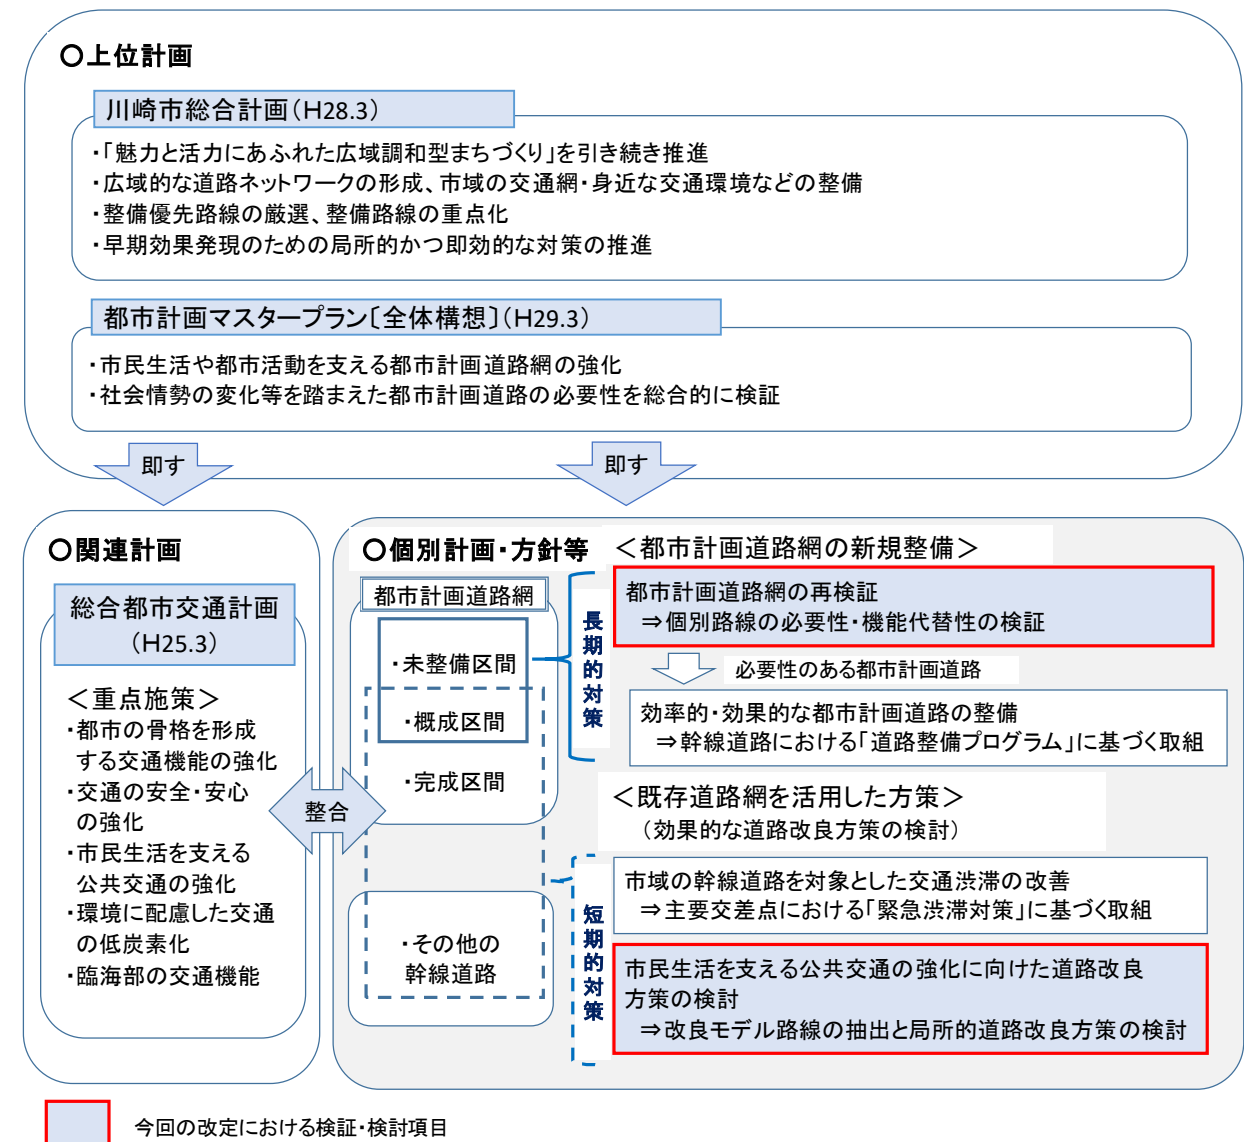 ○上位計画
川崎市総合計画（H28.3）
・「魅力と活力にあふれた広域調和型まちづくり」を引き続き推進
・広域的な道路ネットワークの形成、市域の交通網・身近な交通環境などの整備
・整備優先路線の厳選、整備路線の重点化
・早期効果発現のための局所的かつ即効的な対策の推進
都市計画マスタープラン〔全体構想〕（H29.3）
・市民生活や都市活動を支える都市計画道路網の強化
・社会情勢の変化等を踏まえた都市計画道路の必要性を総合的に検証
即す
即す
○関連計画
総合都市交通計画
（H25.3）
＜重点施策＞
・都市の骨格を形成
する交通機能の強化
・交通の安全・安心
の強化
・市民生活を支える
公共交通の強化
・環境に配慮した交通
の低炭素化
・臨海部の交通機能
整合
○個別計画・方針等
都市計画道路網
・未整備区間
・概成区間
・完成区間
・その他の
幹線道路
長期的対策
＜都市計画道路網の新規整備＞
都市計画道路網の再検証
⇒個別路線の必要性・機能代替性の検証
必要性のある都市計画道路
効率的・効果的な都市計画道路の整備
⇒幹線道路における「道路整備プログラム」に基づく取組
＜既存道路網を活用した方策＞
（効果的な道路改良方策の検討）
短期的対策
市域の幹線道路を対象とした交通渋滞の改善
⇒主要交差点における「緊急渋滞対策」に基づく取組
市民生活を支える公共交通の強化に向けた道路改良
方策の検討
⇒改良モデル路線の抽出と局所的道路改良方策の検討
今回の改定における検証・検討項目